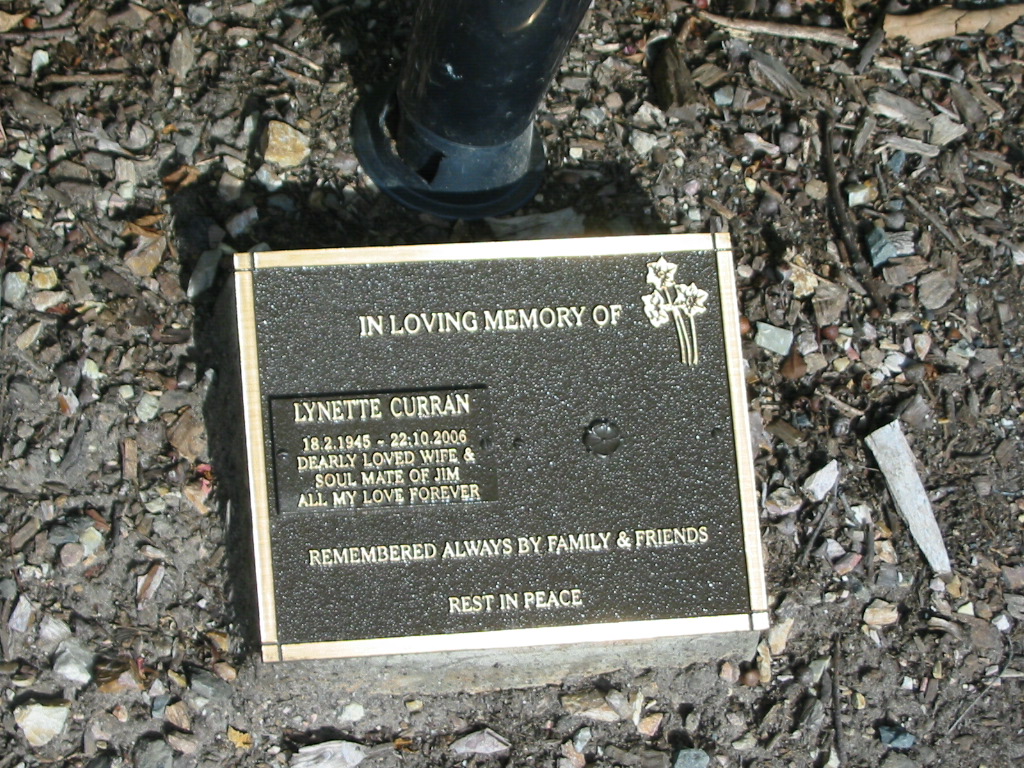 IN LOVING MEMORY OF
LYNETTE CURRAN
18.2.1945 - 22.10.2006
DEARLY LOVED WIFE &
SOUL MATE OF JIM
ALL MY LOVE FOREVER
REMEMBERED ALWAYS BY FAMILY & FRIENDS
REST IN PEACE